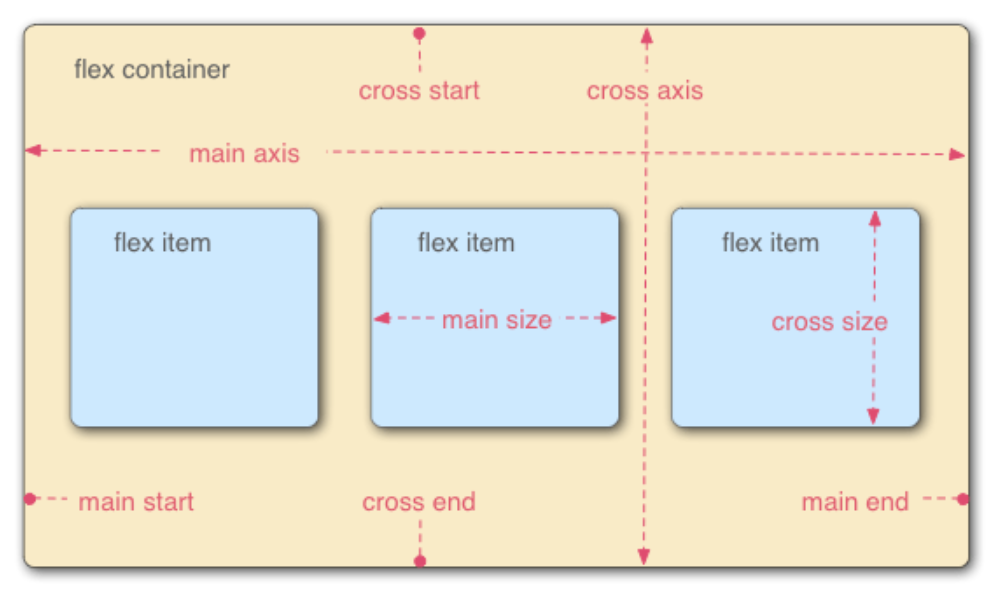 flex container
cross start
cross axis
main axis
flex item
flex item
flex item
main size
cross size
main start
cross end
main end